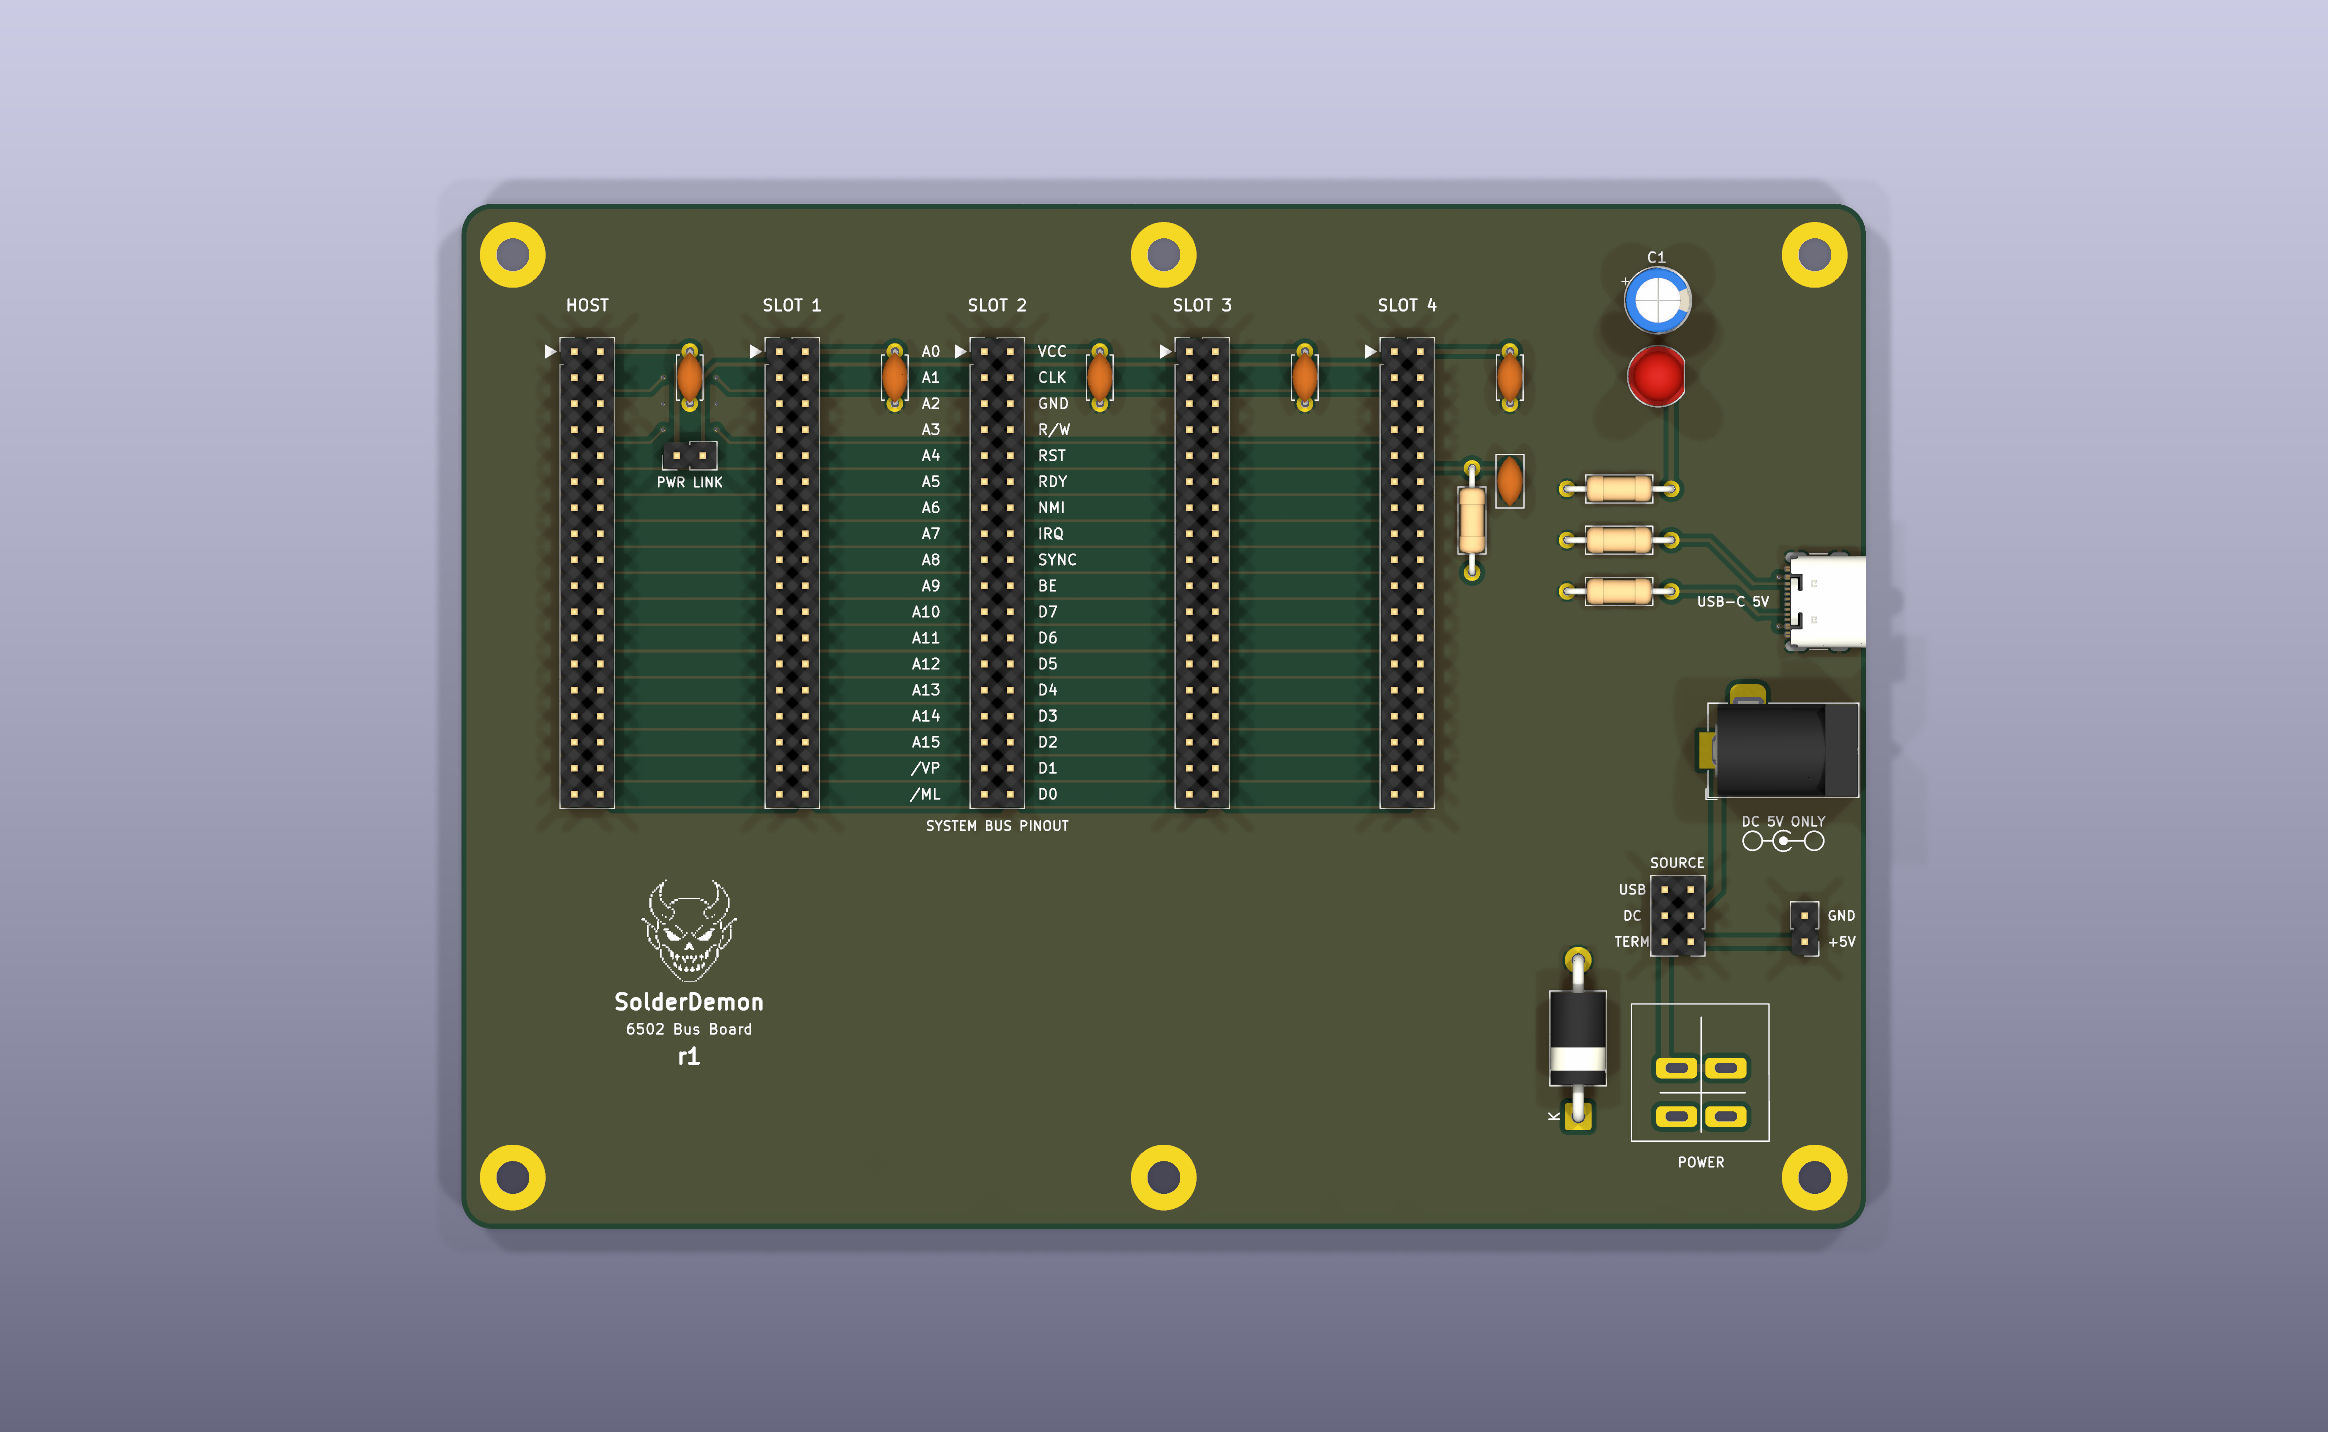 C1
+
HOST SLOT 1 SLOT 2 SLOT 3 SLOT 4
A0 VCC
A1 CLK
A2 GND
A3 R/W
A4 RST
A5 RDY
PWR LINK
A6 NMI
A7 IRQ
A8 SYNC
A9 BE
A10 D7
A11 D6
A12 D5
A13 D4
A14 D3
A15 D2
/VP D1
/ML D0
SYSTEM BUS PINOUT
USB-C 5V
DC 5V ONLY
SOURCE
USB
DC
TERM
GND
+5V
SolderDemon
6502 Bus Board
r1
K
POWER